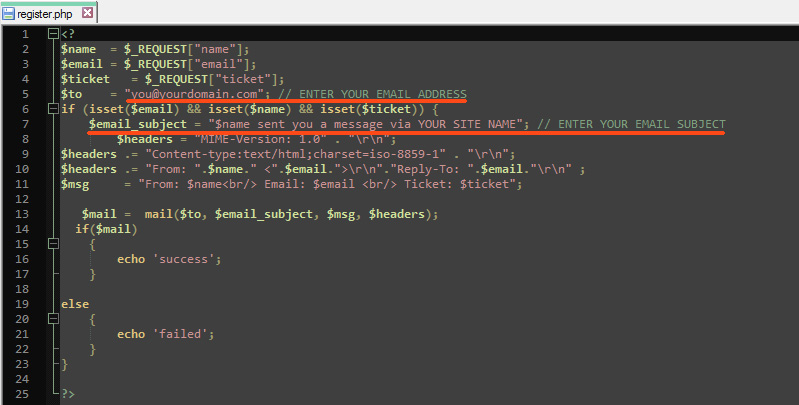 register.php
1 <?
2 $name = $_REQUEST["name"];
3 $email = $_REQUEST["email"];
4 $ticket = $_REQUEST["ticket"];
5 $to = "you@yourdomain.com"; // ENTER YOUR EMAIL ADDRESS
6 if (isset($email) && isset($name) && isset($ticket)) {
7 $email_subject = "$name sent you a message via YOUR SITE NAME"; // ENTER YOUR EMAIL SUBJECT
8 $headers = "MIME-Version: 1.0" . "\r\n";
9 $headers .= "Content-type:text/html;charset=iso-8859-1" . "\r\n";
10 $headers .= "From: ".$name." <".$email.">\r\n"."Reply-To: ".$email."\r\n" ;
11 $msg = "From: $name<br/> Email: $email <br/> Ticket: $ticket";
12
13 $mail = mail($to, $email_subject, $msg, $headers);
14 if($mail)
15 {
16 echo 'success';
17 }
18
19 else
20 {
21 echo 'failed';
22 }
23 }
24
25 ?>